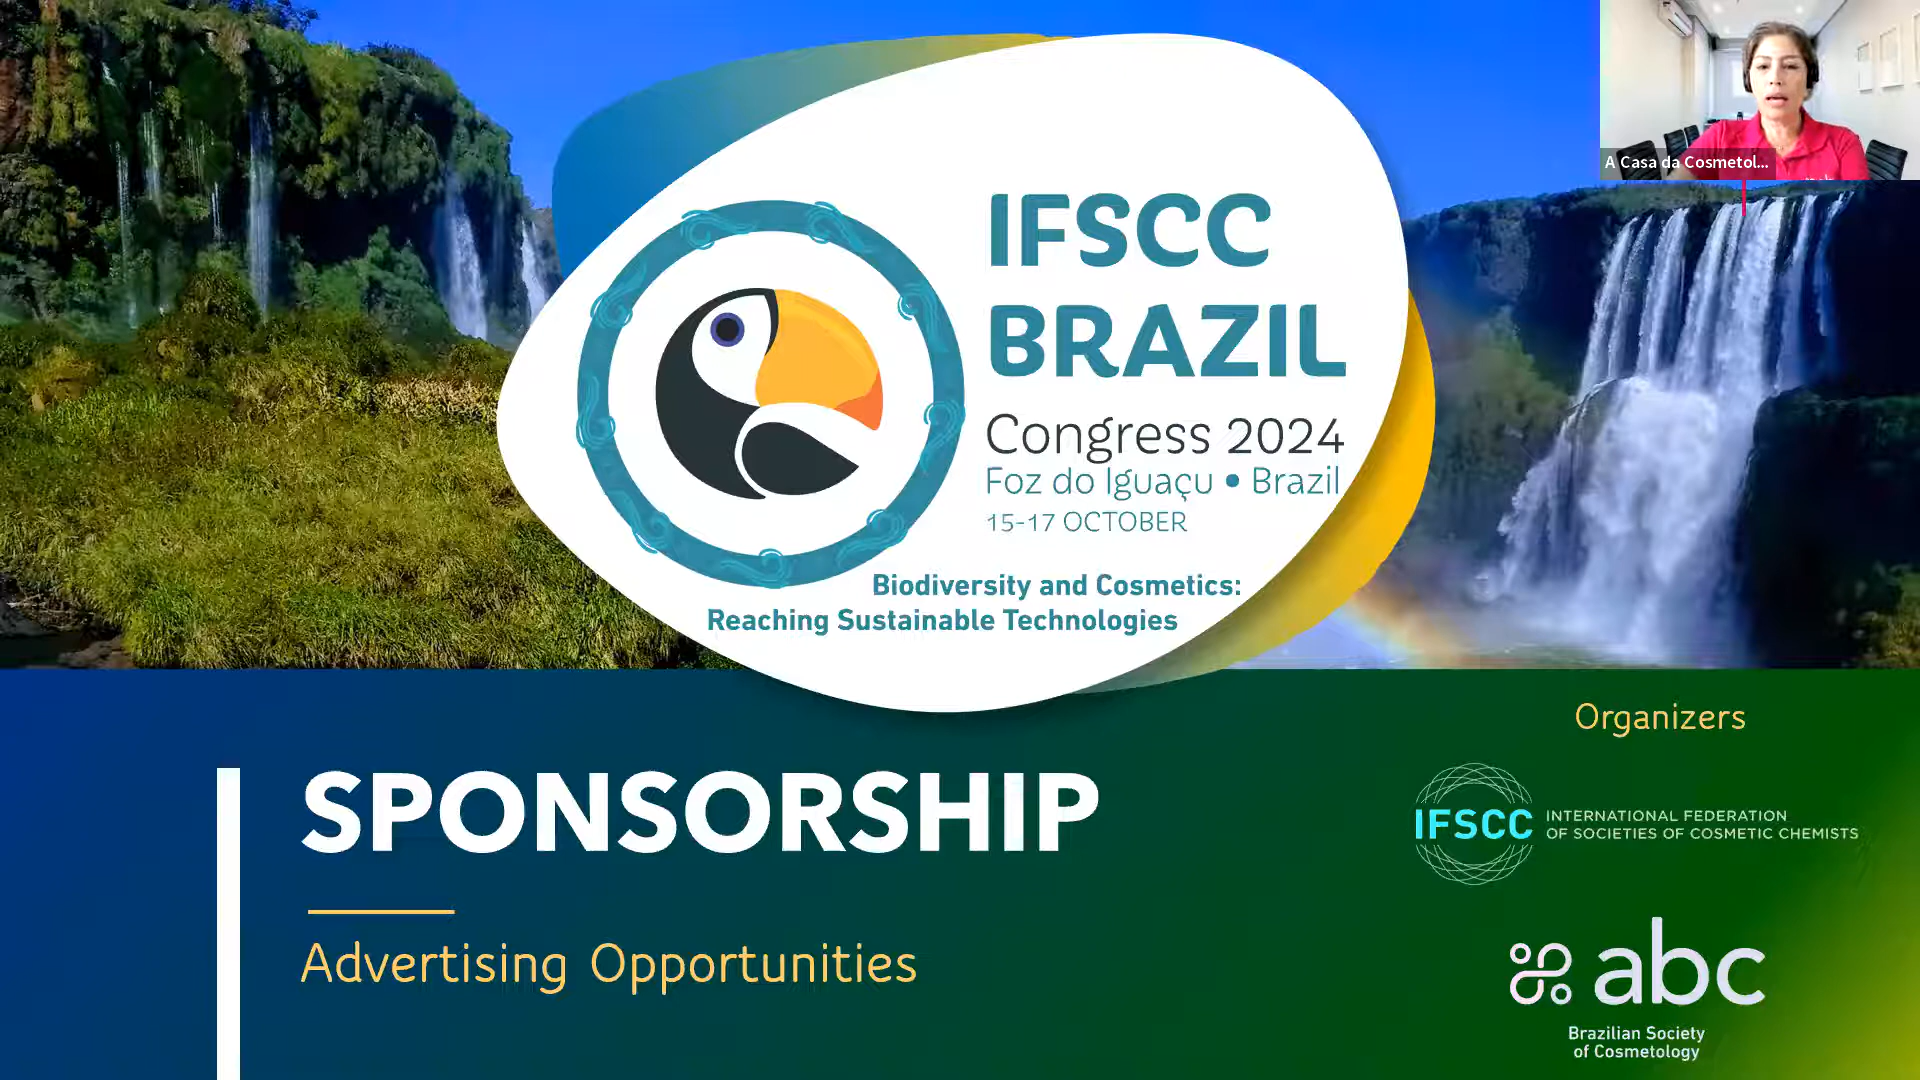 A Casa da Cosmetol...
IFSCC
BRAZIL
Congress 2024
Foz do Iguaçu • Brazil
15-17 OCTOBER
Biodiversity and Cosmetics:
Reaching Sustainable Technologies
SPONSORSHIP
Advertising Opportunities
Organizers
IFSCC
INTERNATIONAL FEDERATION
OF SOCIETIES OF COSMETIC CHEMISTS
abc
Brazilian Society
of Cosmetology